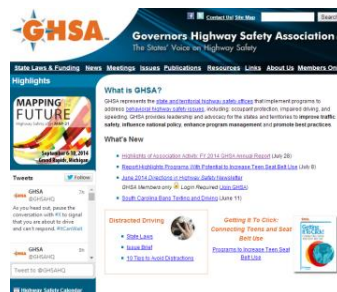 GHSA
Contact Us! Site Map
Search
Governors Highway Safety Association
The States' Voice on Highway Safety
State Laws & Funding News Meetings Issues Publications Resources Links About Us Members On
Highlights
MAPPING
FUTURE
September 6-10, 2014
Grand Rapids, Michigan
Tweets
Follow
GHSA
@GHSAHQ
As you head out, pause the
conversation with #X to signal
that you are about to drive
and can't respond. #ItCanWait
GHSA
@GHSAHQ
Tweet to @GHSAHQ
Highway Safety Calendar
What is GHSA?
GHSA represents the state and territorial highway safety offices that implement programs to
address behavioral highway safety issues, including: occupant protection, impaired driving, and
speeding. GHSA provides leadership and advocacy for the states and territories to improve traffic
safety, influence national policy, enhance program management and promote best practices.
What's New
Highlights of Association Activity: FY 2014 GHSA Annual Report (July 28)
Report Highlights Programs With Potential to Increase Teen Seat Belt Use (July 8)
June 2014 Directions in Highway Safety Newsletter
GHSA Members only Login Required (Join GHSA!)
South Carolina Bans Texting and Driving (June 11)
Distracted Driving
State Laws
Issue Brief
10 Tips to Avoid Distractions
Getting It To Click:
Connecting Teens and Seat
Belt Use
Programs to Increase Teen Seat
Belt Use
Getting
it to Click